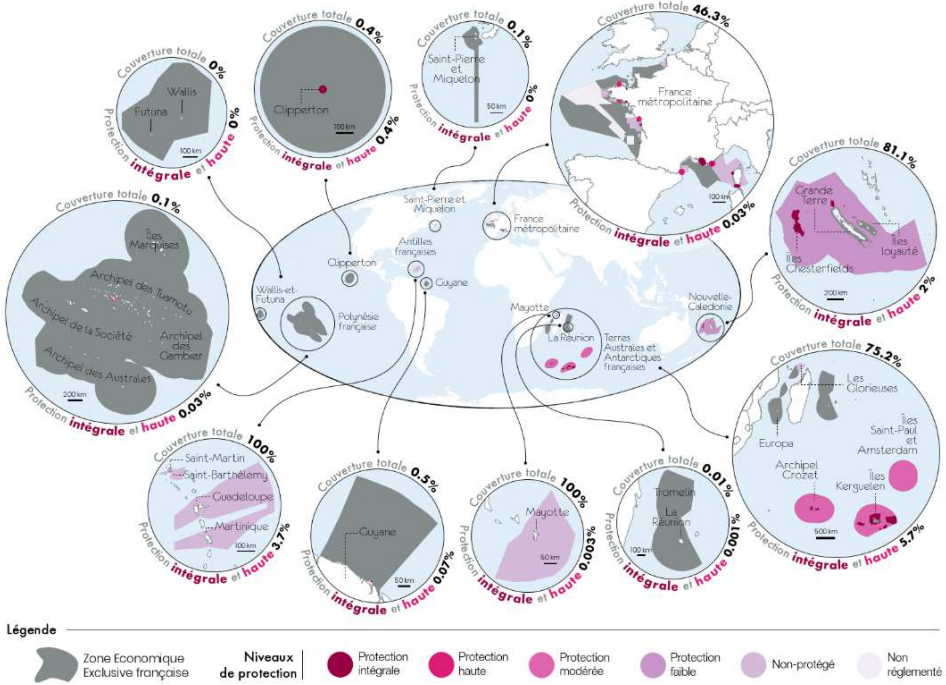 Couverture totale 0%
Wallis
Futuna
100 km
Protection intégrale et haute 0%
Couverture totale 0.4%
Clipperton
100 km
Protection intégrale et haute 0.4%
Couverture totale 0.1%
Saint-Pierre
et
Miquelon
50 km
Protection intégrale et haute 0%
Couverture totale 46.3%
France
métropolitaine
100 km
Protection intégrale et haute 0.03%
Couverture totale 81.1%
Grande
Terre
Îles
loyauté
Îles
Chesterfields
200 km
Protection intégrale et haute 2%
Couverture totale 0.1%
Îles
Marquises
Archipel des Tuamotu
Archipel de la Société
Archipel
des
Gambier
Archipel des Australes
200 km
Protection intégrale et haute 0.03%
Saint-Pierre et
Miquelon
France
métropolitaine
Antilles
françaises
Clipperton
Guyane
Wallis-et-
Futuna
Polynésie
française
Mayotte
La Réunion
Terres
Australes et
Antarctiques
françaises
Nouvelle-
Calédonie
Couverture totale 75.2%
Les
Glorieuses
Europa
Îles
Saint-Paul
et
Amsterdam
Archipel
Crozet
Îles
Kerguelen
500 km
Protection intégrale et haute 5.7%
Couverture totale 100%
Saint-Martin
Saint-Barthélemy
Guadeloupe
Martinique
100 km
Protection intégrale et haute 3.7%
Couverture totale 0.5%
Guyane
50 km
Protection intégrale et haute 0.07%
Couverture totale 100%
Mayotte
50 km
Protection intégrale et haute 0.003%
Couverture totale 0.01%
Tromelin
La
Réunion
100 km
Protection intégrale et haute 0.001%
Légende
Zone Economique
Exclusive française
Niveaux
de protection
Protection
intégrale
Protection
haute
Protection
modérée
Protection
faible
Non-protégé
Non
réglementé